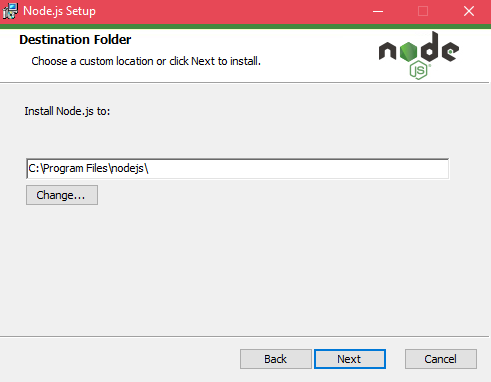 Node.js Setup
Destination Folder
Choose a custom location or click Next to install.
node
JS
Install Node.js to:
C:\Program Files\nodejs\
Change...
Back
Next
Cancel